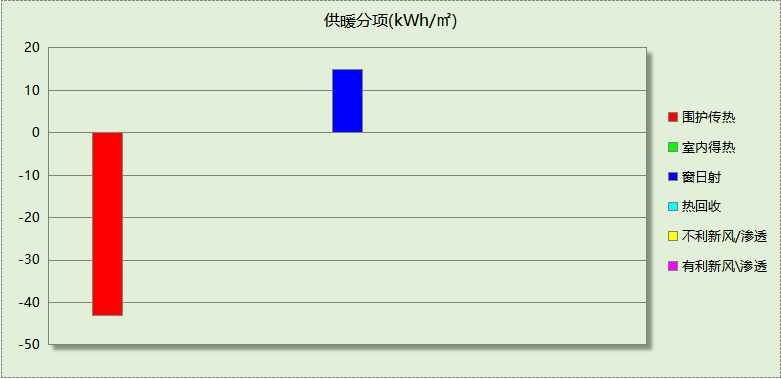 供暖分项(kWh/㎡)
20
10
0
-10
-20
-30
-40
-50
围护传热
室内得热
窗日射
热回收
不利新风/渗透
有利新风\渗透